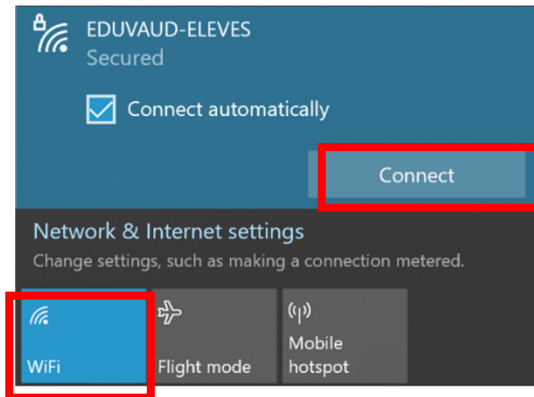 EDUVAUD-ELEVES
Secured
Connect automatically
Connect
Network & Internet settings
Change settings, such as making a connection metered.
WiFi
Flight mode
Mobile
hotspot